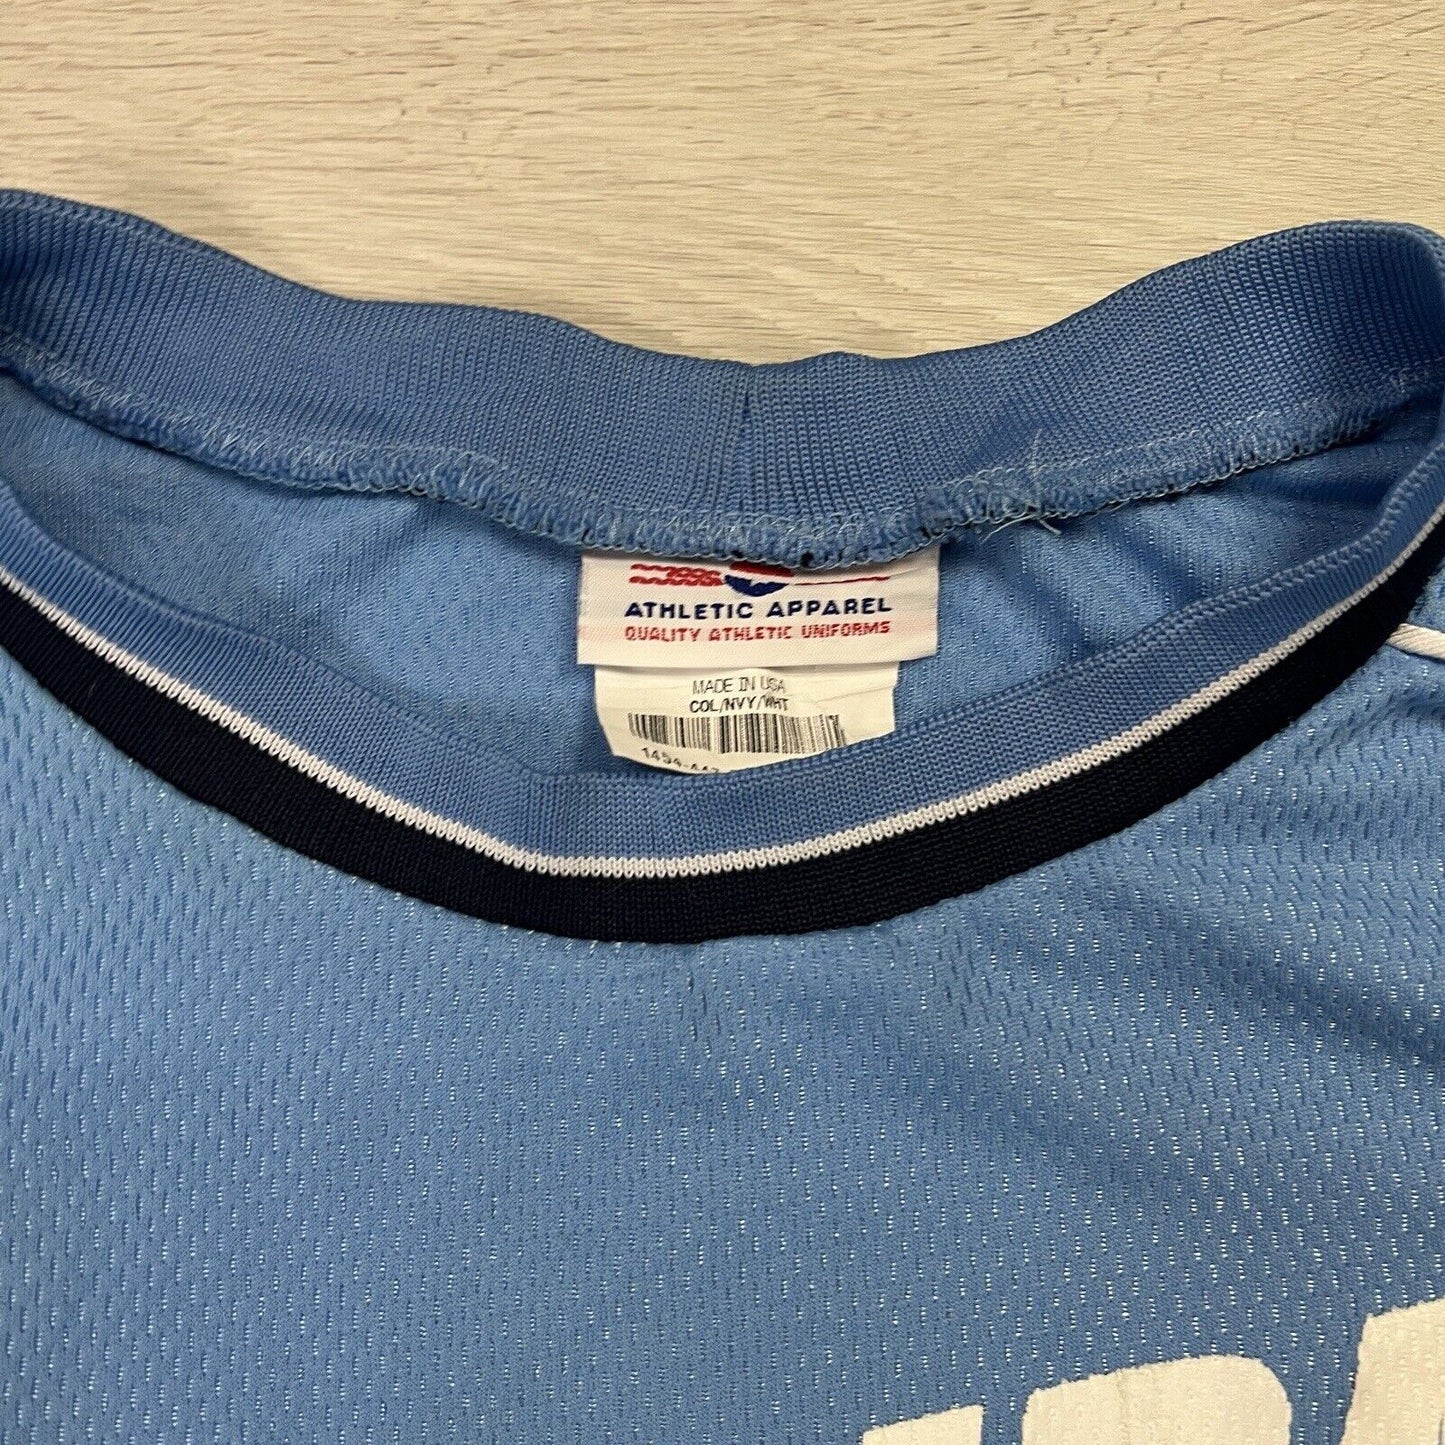 ATHLETIC APPAREL
QUALITY ATHLETIC UNIFORMS
MADE IN USA
COL/NVY/WHT